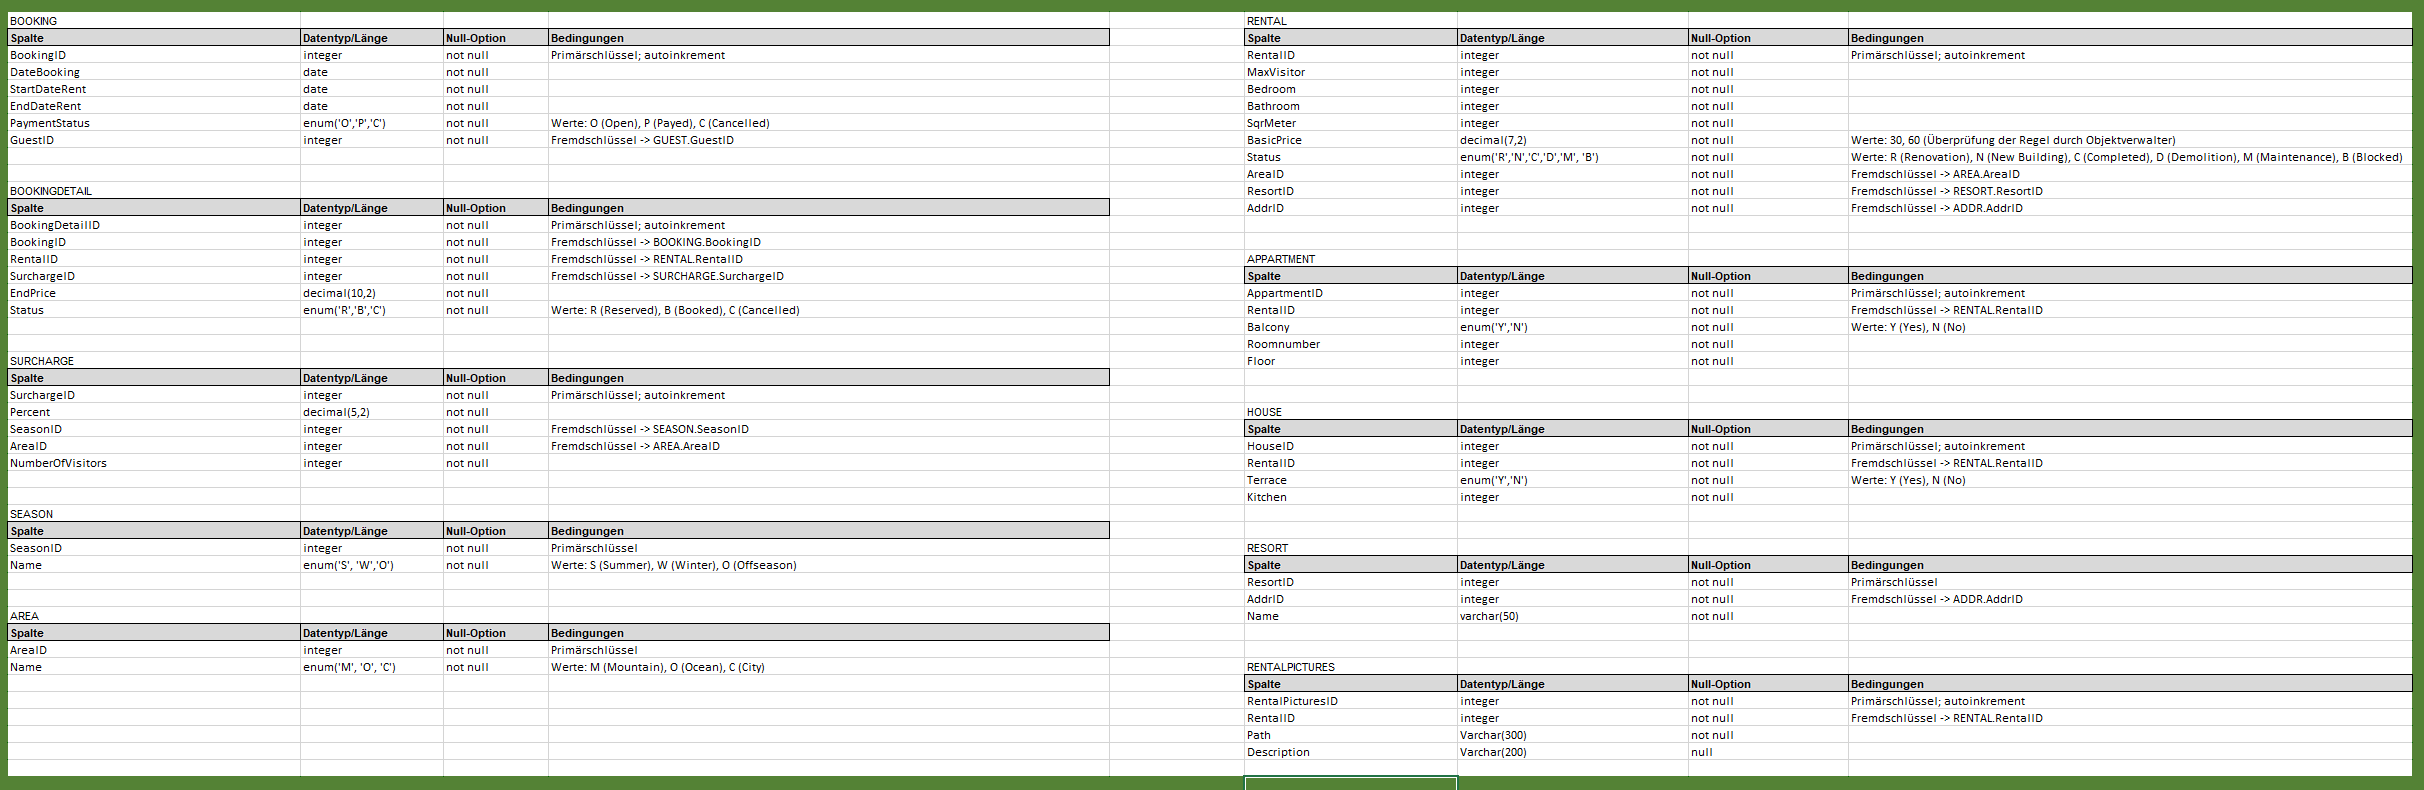 BOOKING
Spalte Datentyp/Länge Null-Option Bedingungen
BookingID integer not null Primärschlüssel; autoinkrement
DateBooking date not null
StartDateRent date not null
EndDateRent date not null
PaymentStatus enum('O','P','C') not null Werte: O (Open), P (Payed), C (Cancelled)
GuestID integer not null Fremdschlüssel -> GUEST.GuestID
BOOKINGDETAIL
Spalte Datentyp/Länge Null-Option Bedingungen
BookingDetailID integer not null Primärschlüssel; autoinkrement
BookingID integer not null Fremdschlüssel -> BOOKING.BookingID
RentalID integer not null Fremdschlüssel -> RENTAL.RentalID
SurchargeID integer not null Fremdschlüssel -> SURCHARGE.SurchargeID
EndPrice decimal(10,2) not null
Status enum('R','B','C') not null Werte: R (Reserved), B (Booked), C (Cancelled)
SURCHARGE
Spalte Datentyp/Länge Null-Option Bedingungen
SurchargeID integer not null Primärschlüssel; autoinkrement
Percent decimal(5,2) not null
SeasonID integer not null Fremdschlüssel -> SEASON.SeasonID
AreaID integer not null Fremdschlüssel -> AREA.AreaID
NumberOfVisitors integer not null
SEASON
Spalte Datentyp/Länge Null-Option Bedingungen
SeasonID integer not null Primärschlüssel
Name enum('S', 'W','O') not null Werte: S (Summer), W (Winter), O (Offseason)
AREA
Spalte Datentyp/Länge Null-Option Bedingungen
AreaID integer not null Primärschlüssel
Name enum('M', 'O', 'C') not null Werte: M (Mountain), O (Ocean), C (City)
RENTAL
Spalte Datentyp/Länge Null-Option Bedingungen
RentalID integer not null Primärschlüssel; autoinkrement
MaxVisitor integer not null
Bedroom integer not null
Bathroom integer not null
SqrMeter integer not null
BasicPrice decimal(7,2) not null Werte: 30, 60 (Überprüfung der Regel durch Objektverwalter)
Status enum('R','N','C','D','M', 'B') not null Werte: R (Renovation), N (New Building), C (Completed), D (Demolition), M (Maintenance), B (Blocked)
AreaID integer not null Fremdschlüssel -> AREA.AreaID
ResortID integer not null Fremdschlüssel -> RESORT.ResortID
AddrID integer not null Fremdschlüssel -> ADDR.AddrID
APPARTMENT
Spalte Datentyp/Länge Null-Option Bedingungen
AppartmentID integer not null Primärschlüssel; autoinkrement
RentalID integer not null Fremdschlüssel -> RENTAL.RentalID
Balcony enum('Y','N') not null Werte: Y (Yes), N (No)
Roomnumber integer not null
Floor integer not null
HOUSE
Spalte Datentyp/Länge Null-Option Bedingungen
HouseID integer not null Primärschlüssel; autoinkrement
RentalID integer not null Fremdschlüssel -> RENTAL.RentalID
Terrace enum('Y','N') not null Werte: Y (Yes), N (No)
Kitchen integer not null
RESORT
Spalte Datentyp/Länge Null-Option Bedingungen
ResortID integer not null Primärschlüssel
AddrID integer not null Fremdschlüssel -> ADDR.AddrID
Name varchar(50) not null
RENTALPICTURES
Spalte Datentyp/Länge Null-Option Bedingungen
RentalPicturesID integer not null Primärschlüssel; autoinkrement
RentalID integer not null Fremdschlüssel -> RENTAL.RentalID
Path Varchar(300) not null
Description Varchar(200) null